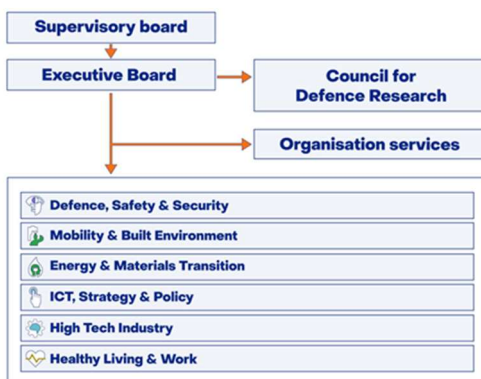 Supervisory board
Executive Board
Council for
Defence Research
Organisation services
Defence, Safety & Security
Mobility & Built Environment
Energy & Materials Transition
ICT, Strategy & Policy
High Tech Industry
Healthy Living & Work